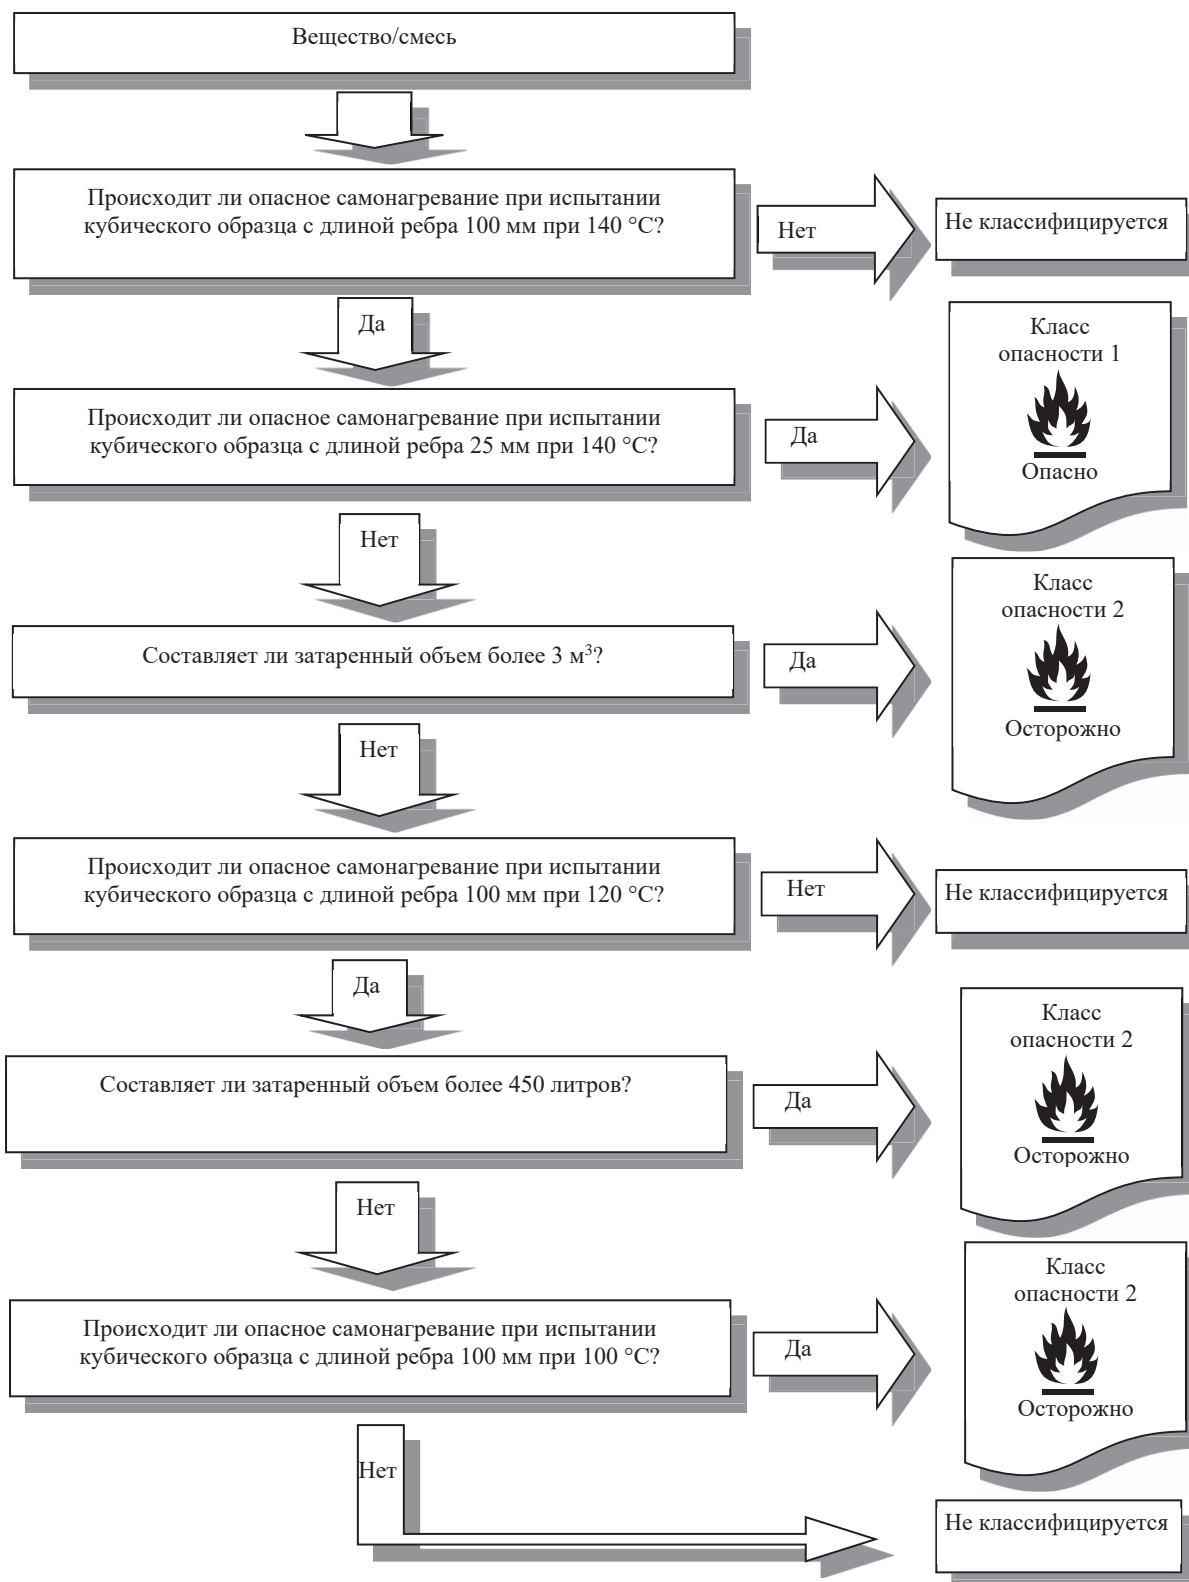 Вещество/смесь
Происходит ли опасное самонагревание при испытании
кубического образца с длиной ребра 100 мм при 140 °C?
Нет
Не классифицируется
Да
Класс
опасности 1
Опасно
Происходит ли опасное самонагревание при испытании
кубического образца с длиной ребра 25 мм при 140 °C?
Да
Нет
Класс
опасности 2
Осторожно
Составляет ли затаренный объем более 3 м³?
Да
Нет
Происходит ли опасное самонагревание при испытании
кубического образца с длиной ребра 100 мм при 120 °C?
Нет
Не классифицируется
Да
Класс
опасности 2
Осторожно
Составляет ли затаренный объем более 450 литров?
Да
Нет
Класс
опасности 2
Осторожно
Происходит ли опасное самонагревание при испытании
кубического образца с длиной ребра 100 мм при 100 °C?
Да
Нет
Не классифицируется